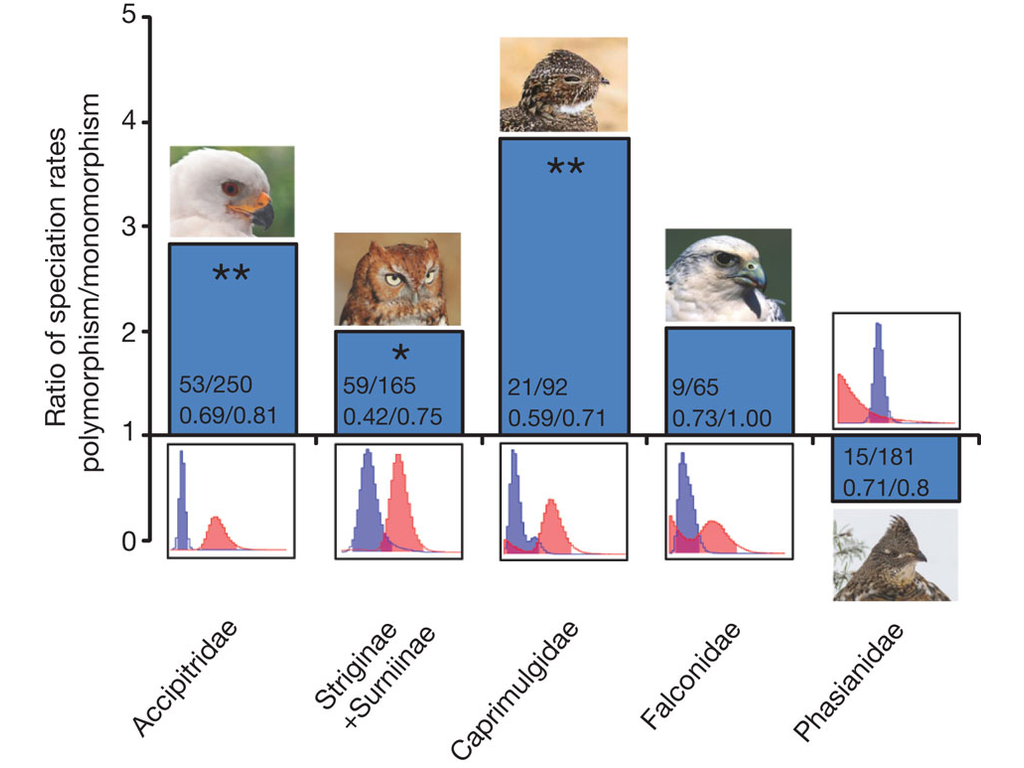 Ratio of speciation rates
polymorphism/monomorphism
5
4
3
2
1
0
**
53/250
0.69/0.81
*
59/165
0.42/0.75
**
21/92
0.59/0.71
9/65
0.73/1.00
15/181
0.71/0.8
Accipitridae
Striginae
+Surniinae
Caprimulgidae
Falconidae
Phasianidae